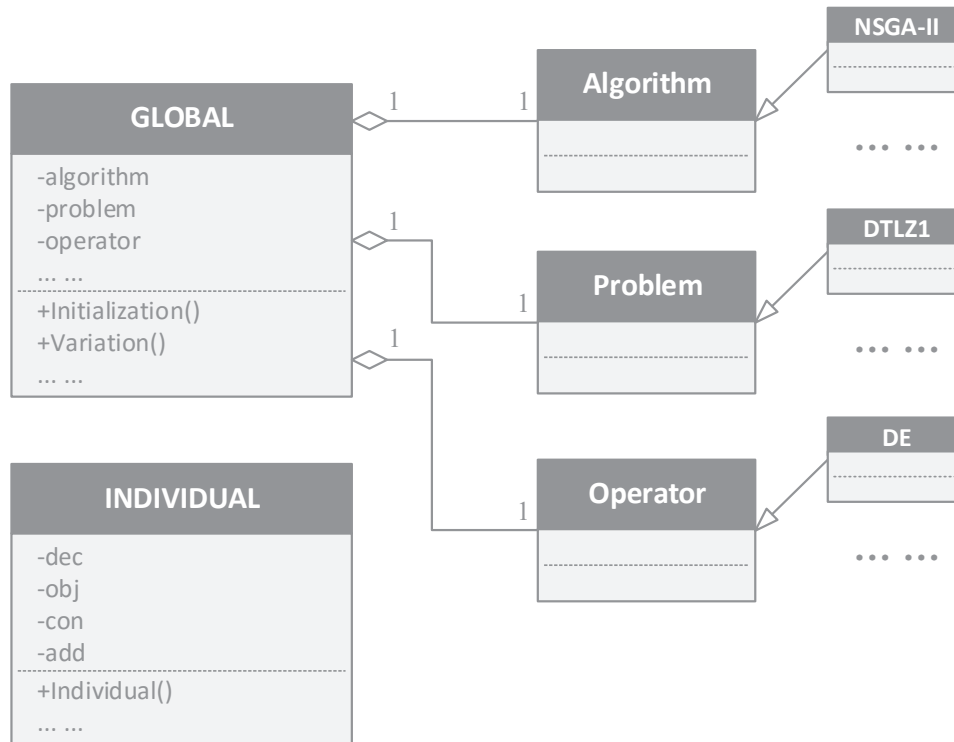 GLOBAL
-algorithm
-problem
-operator
... ...
+Initialization()
+Variation()
... ...
INDIVIDUAL
-dec
-obj
-con
-add
+Individual()
... ...
1
1
1
1
1
1
Algorithm
Problem
Operator
NSGA-II
... ...
DTLZ1
... ...
DE
... ...